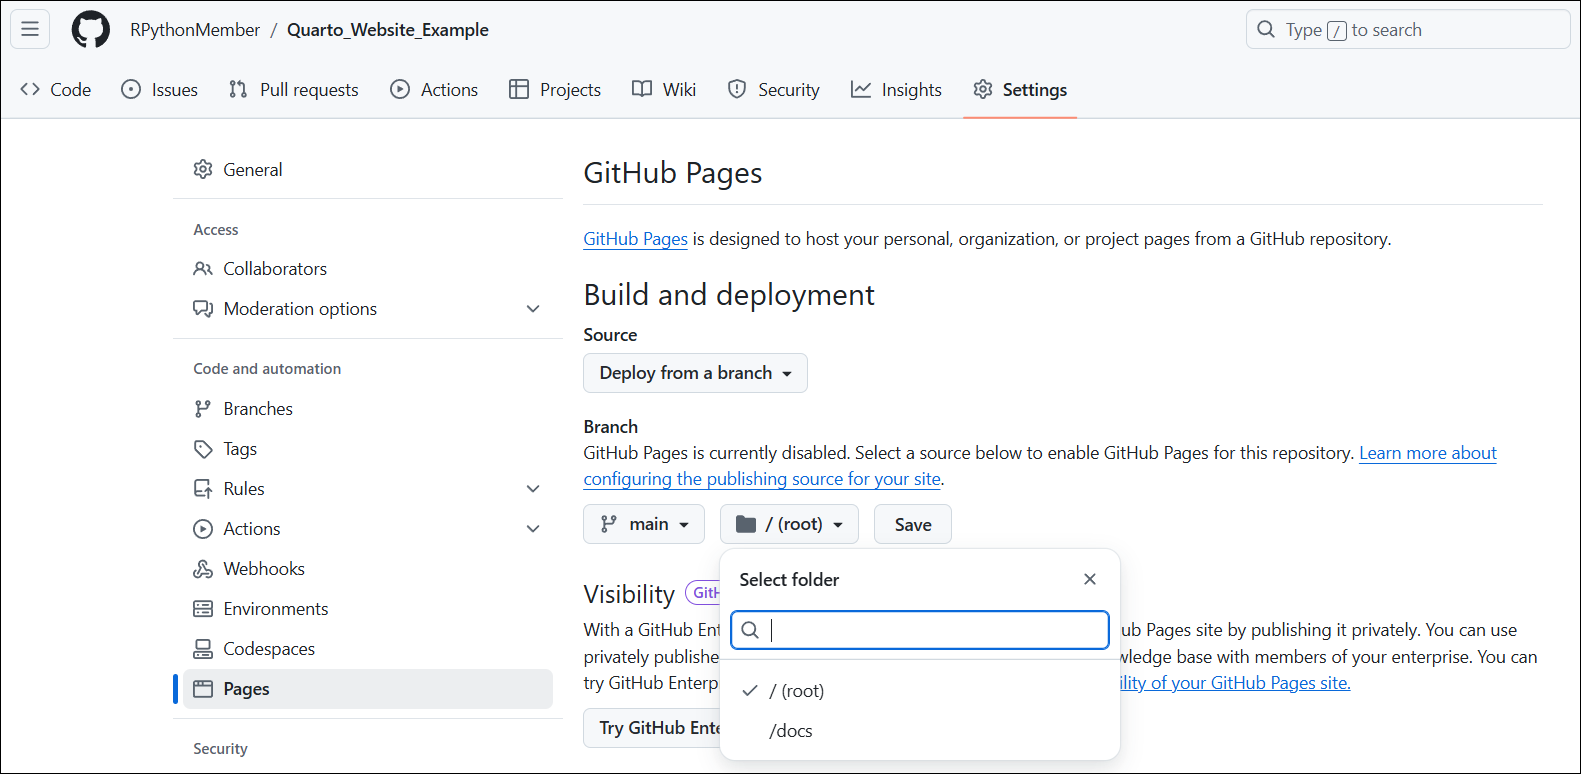 RPythonMember / Quarto_Website_Example
Type / to search
Code Issues Pull requests Actions Projects Wiki Security Insights Settings
General
Access
Collaborators
Moderation options
Code and automation
Branches
Tags
Rules
Actions
Webhooks
Environments
Codespaces
Pages
Security
GitHub Pages
GitHub Pages is designed to host your personal, organization, or project pages from a GitHub repository.
Build and deployment
Source
Deploy from a branch
Branch
GitHub Pages is currently disabled. Select a source below to enable GitHub Pages for this repository. Learn more about
configuring the publishing source for your site.
main / (root) Save
Select folder
/ (root)
/docs
Visibility
With a GitHub Ent ub Pages site by publishing it privately. You can use
privately publishe wledge base with members of your enterprise. You can
try GitHub Enterp ility of your GitHub Pages site.
Try GitHub Ente